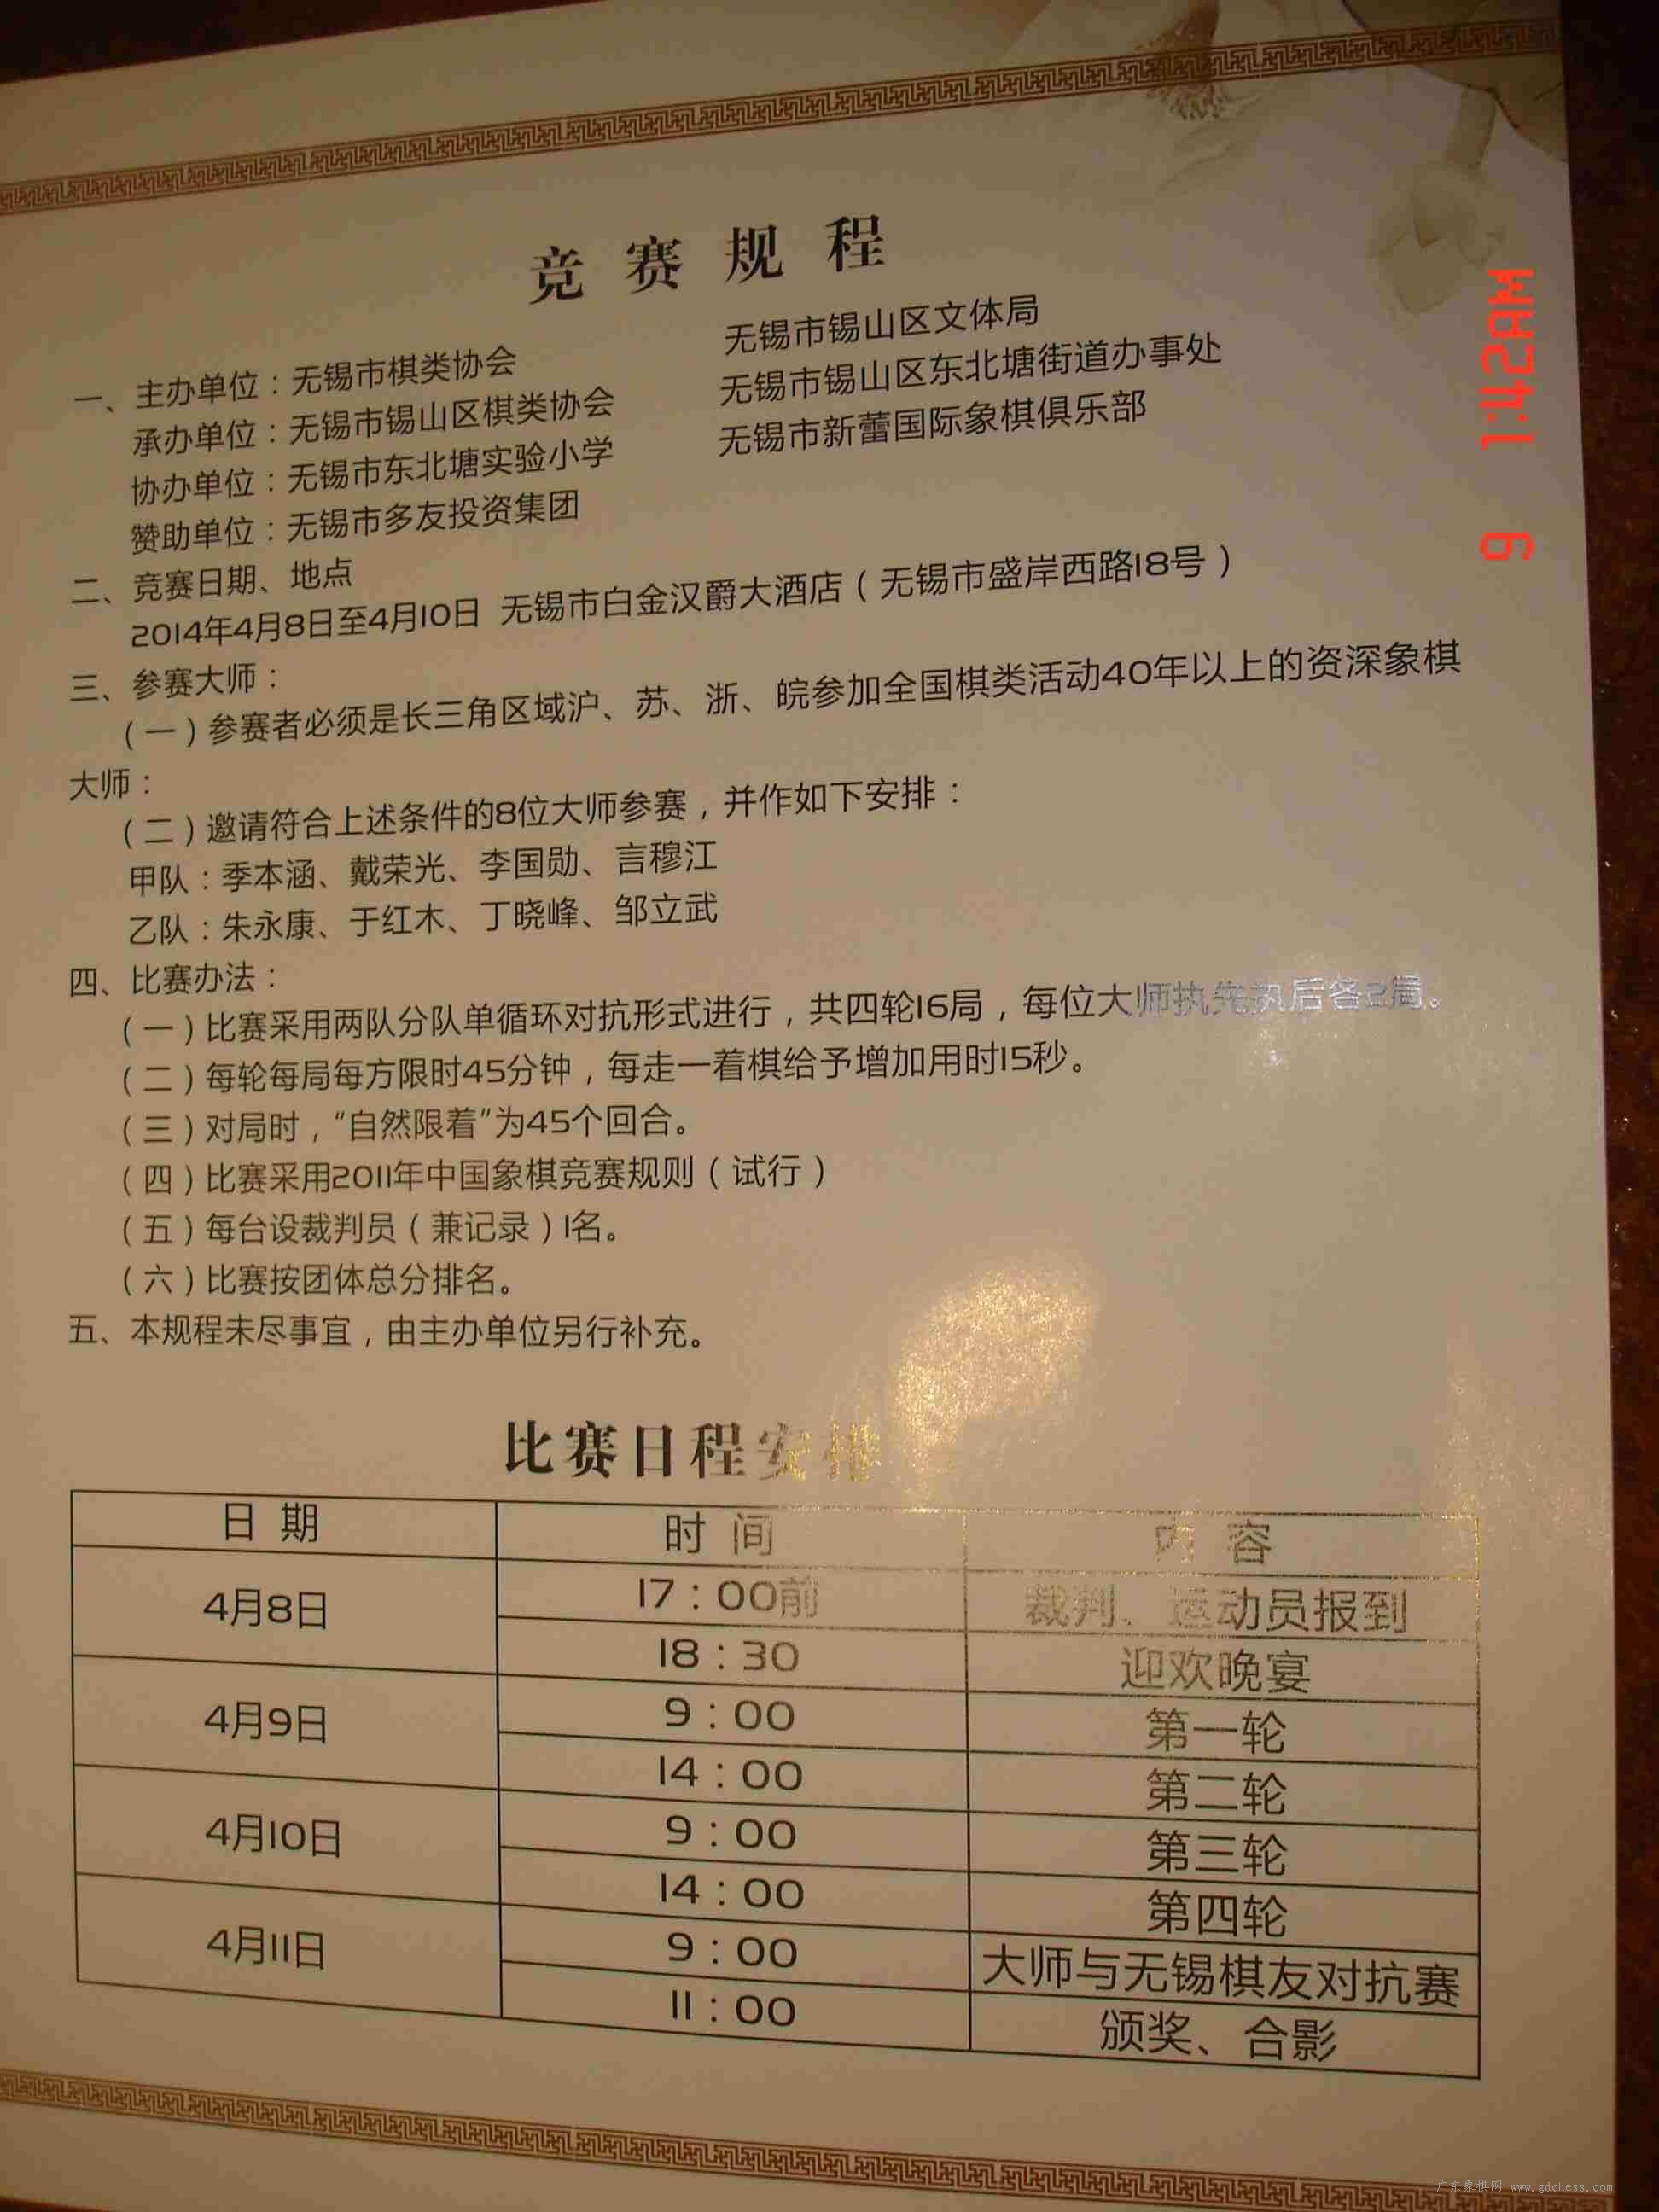 竞赛规程
一、主办单位：无锡市棋类协会 无锡市锡山区文体局
承办单位：无锡市锡山区棋类协会 无锡市锡山区东北塘街道办事处
协办单位：无锡市东北塘实验小学 无锡市新蕾国际象棋俱乐部
赞助单位：无锡市多友投资集团
二、竞赛日期、地点
2014年4月8日至4月10日 无锡市白金汉爵大酒店（无锡市盛岸西路18号）
三、参赛大师：
（一）参赛者必须是长三角区域沪、苏、浙、皖参加全国棋类活动40年以上的资深象棋
大师：
（二）邀请符合上述条件的8位大师参赛，并作如下安排：
甲队：季本涵、戴荣光、李国勋、言穆江
乙队：朱永康、于红木、丁晓峰、邹立武
四、比赛办法：
（一）比赛采用两队分队单循环对抗形式进行，共四轮16局，每位大师执先执后各2局。
（二）每轮每局每方限时45分钟，每走一着棋给予增加用时15秒。
（三）对局时，“自然限着”为45个回合。
（四）比赛采用2011年中国象棋竞赛规则（试行）
（五）每台设裁判员（兼记录）1名。
（六）比赛按团体总分排名。
五、本规程未尽事宜，由主办单位另行补充。
比赛日程安排
日期 时间 内容
4月8日 17：00前 裁判、运动员报到
18：30 迎欢晚宴
4月9日 9：00 第一轮
14：00 第二轮
4月10日 9：00 第三轮
14：00 第四轮
4月11日 9：00 大师与无锡棋友对抗赛
11：00 颁奖、合影
9 1:42AM
广东象棋网 www.gdchess.com